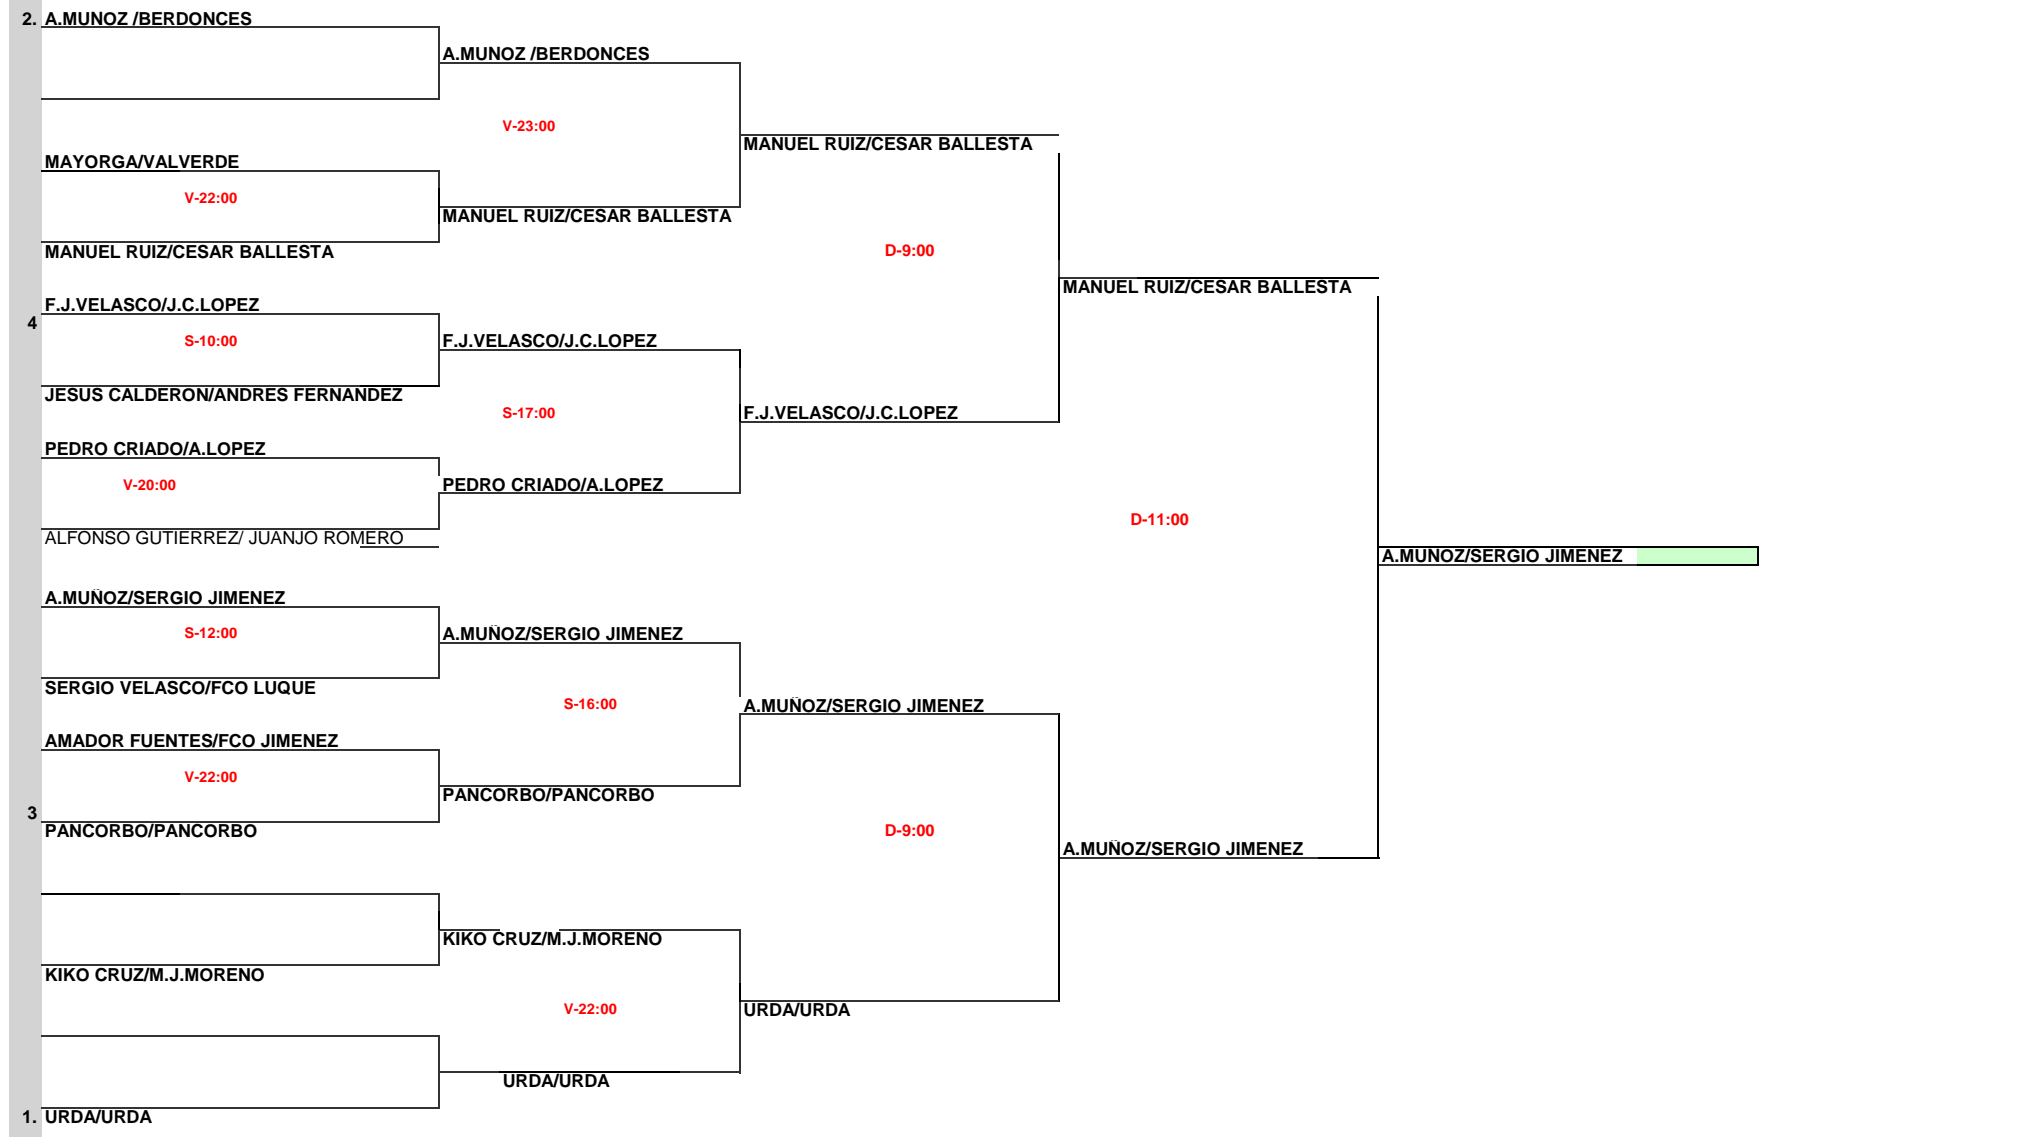 2. A.MUNOZ /BERDONCES
A.MUNOZ /BERDONCES
V-23:00
MANUEL RUIZ/CESAR BALLESTA
MAYORGA/VALVERDE
V-22:00
MANUEL RUIZ/CESAR BALLESTA
MANUEL RUIZ/CESAR BALLESTA
D-9:00
MANUEL RUIZ/CESAR BALLESTA
F.J.VELASCO/J.C.LOPEZ
4
S-10:00
F.J.VELASCO/J.C.LOPEZ
JESUS CALDERON/ANDRES FERNANDEZ
S-17:00
F.J.VELASCO/J.C.LOPEZ
PEDRO CRIADO/A.LOPEZ
V-20:00
PEDRO CRIADO/A.LOPEZ
D-11:00
ALFONSO GUTIERREZ/ JUANJO ROMERO
A.MUNOZ/SERGIO JIMENEZ
A.MUÑOZ/SERGIO JIMENEZ
S-12:00
A.MUÑOZ/SERGIO JIMENEZ
SERGIO VELASCO/FCO LUQUE
S-16:00
A.MUÑOZ/SERGIO JIMENEZ
AMADOR FUENTES/FCO JIMENEZ
V-22:00
PANCORBO/PANCORBO
3
PANCORBO/PANCORBO
D-9:00
A.MUÑOZ/SERGIO JIMENEZ
KIKO CRUZ/M.J.MORENO
KIKO CRUZ/M.J.MORENO
V-22:00
URDA/URDA
URDA/URDA
1. URDA/URDA